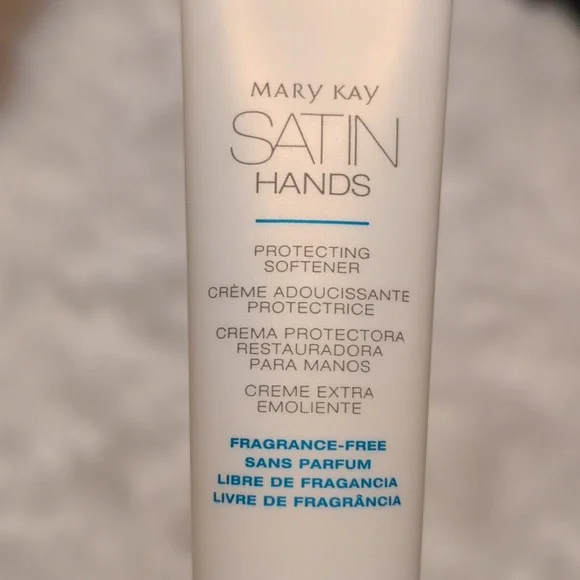 MARY KAY
SATIN
HANDS
PROTECTING
SOFTENER
CRÈME ADOUCISSANTE
PROTECTRICE
CREMA PROTECTORA
RESTAURADORA
PARA MANOS
CREME EXTRA
EMOLIENTE
FRAGRANCE-FREE
SANS PARFUM
LIBRE DE FRAGANCIA
LIVRE DE FRAGRÂNCIA